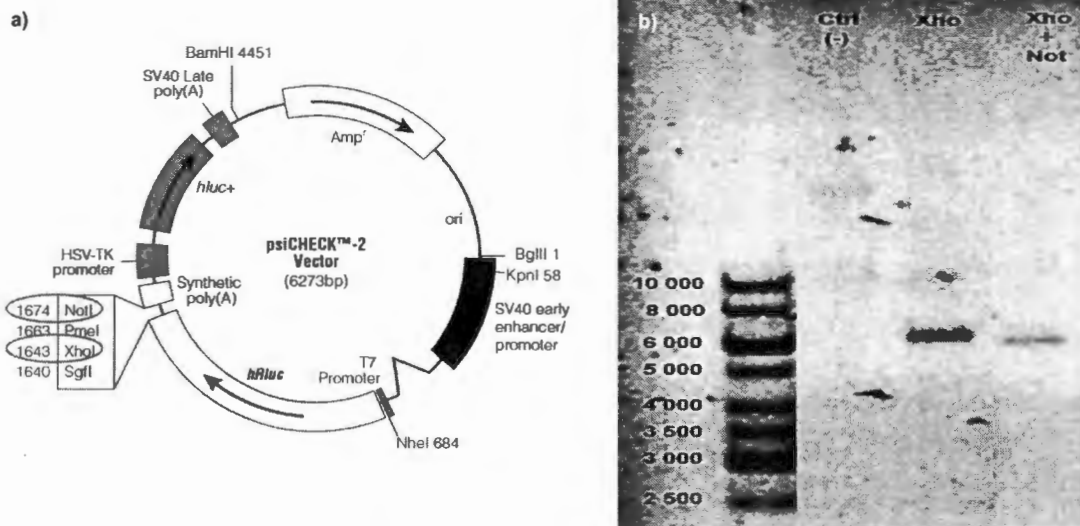 a)
BamHI 4451
SV40 Late
poly(A)
Ampʳ
hluc+
ori
HSV-TK
promoter
psiCHECK™-2
Vector
(6273bp)
BglII 1
KpnI 58
Synthetic
poly(A)
SV40 early
enhancer/
promoter
1674 NotI
1663 PmeI
1643 XhoI
1640 SgfI
T7
Promoter
hRluc
NheI 684
b)
Ctrl
(-)
Xho
Xho
+
Not
10 000
8 000
6 000
5 000
4 000
3 500
3 000
2 500